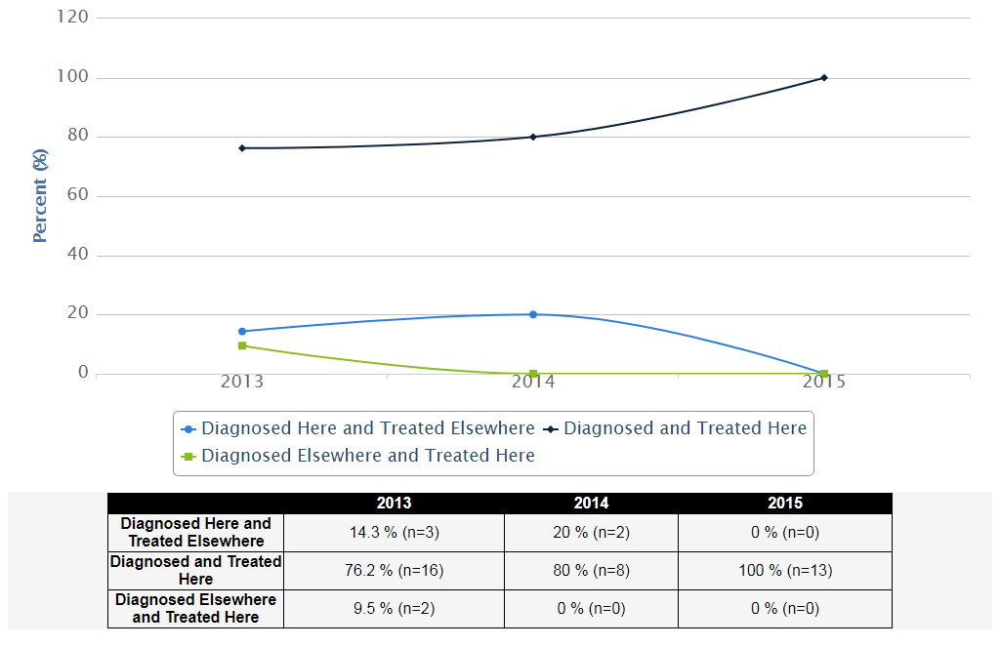 120
100
80
60
40
20
0
Percent (%)
2013 2014 2015
Diagnosed Here and Treated Elsewhere Diagnosed and Treated Here
Diagnosed Elsewhere and Treated Here
2013 2014 2015
Diagnosed Here and
Treated Elsewhere
14.3 % (n=3) 20 % (n=2) 0 % (n=0)
Diagnosed and Treated
Here
76.2 % (n=16) 80 % (n=8) 100 % (n=13)
Diagnosed Elsewhere
and Treated Here
9.5 % (n=2) 0 % (n=0) 0 % (n=0)